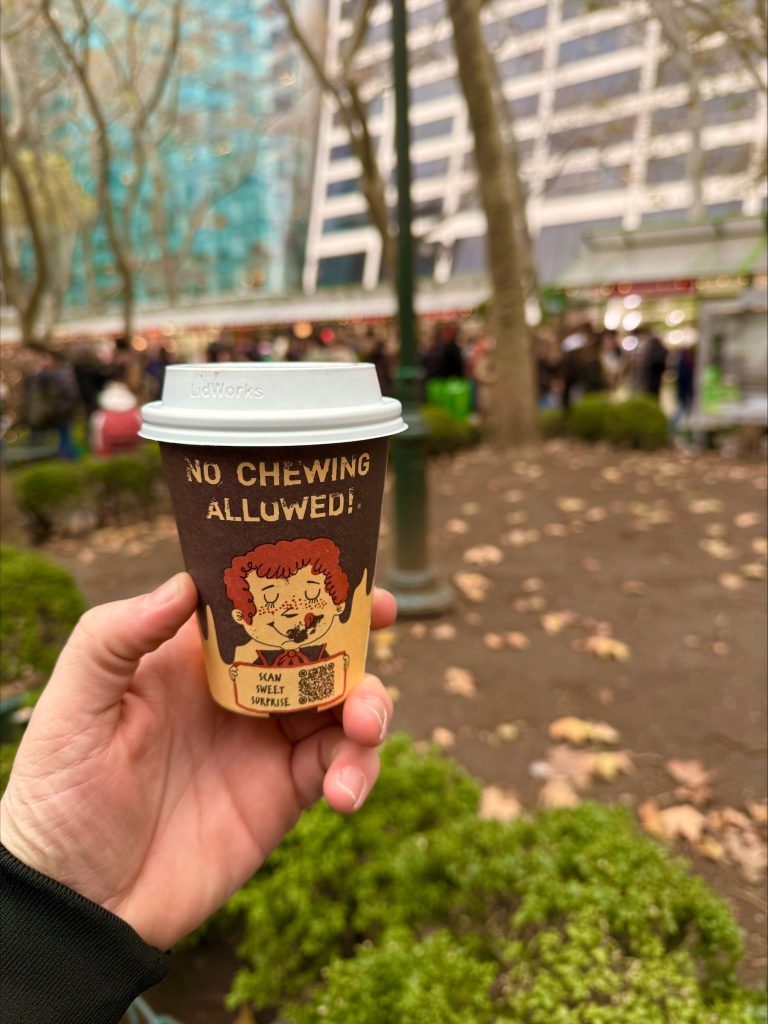 LidWorks
NO CHEWING
ALLOWED!
SCAN
SWEET
SURPRISE